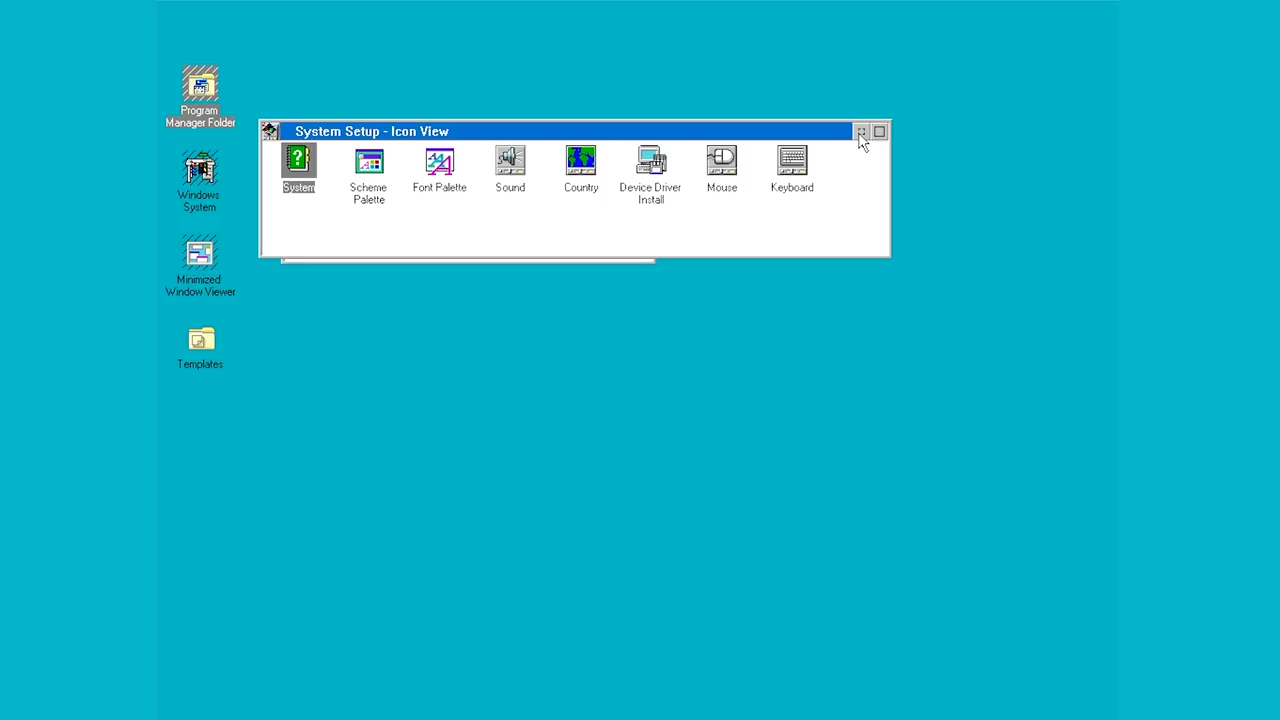 Program
Manager Folder
Windows
System
Minimized
Window Viewer
Templates
System Setup - Icon View
System
Scheme
Palette
Font Palette
Sound
Country
Device Driver
Install
Mouse
Keyboard